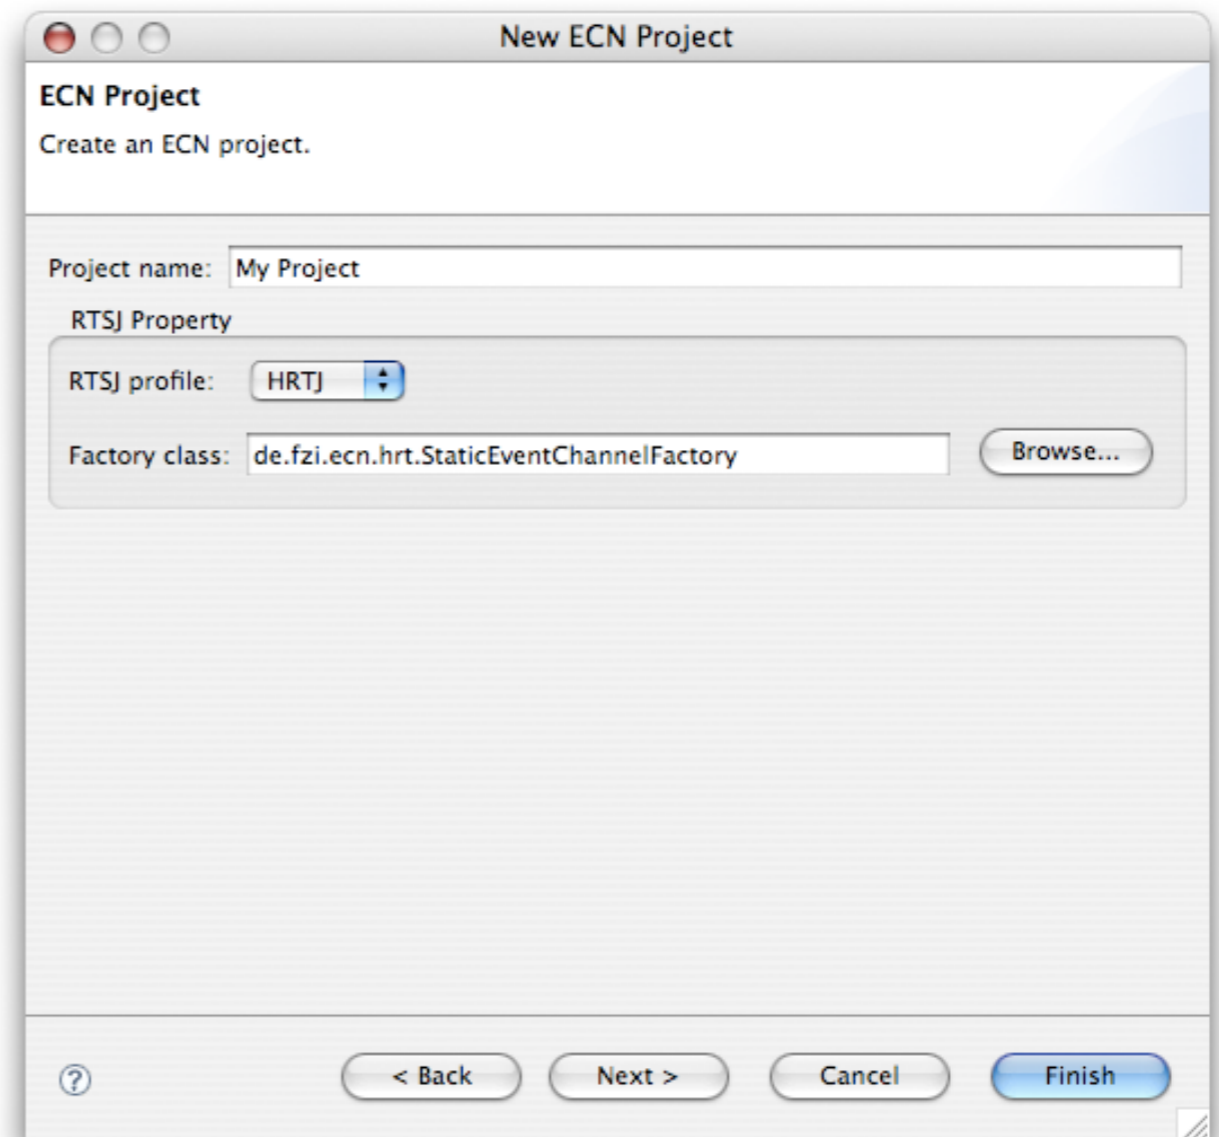 New ECN Project
ECN Project
Create an ECN project.
Project name: My Project
RTSJ Property
RTSJ profile: HRTJ
Factory class: de.fzi.ecn.hrt.StaticEventChannelFactory Browse...
? < Back Next > Cancel Finish